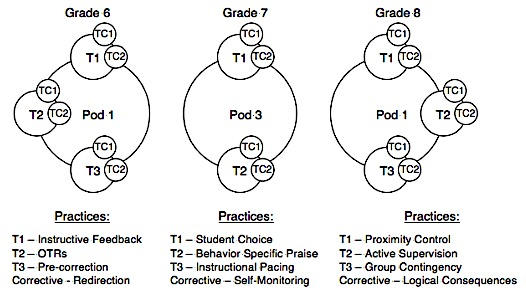 Grade 6
TC1
T1
TC2
TC1
T2
TC2
Pod 1
TC1
T3
TC2
Practices:
T1 – Instructive Feedback
T2 – OTRs
T3 – Pre-correction
Corrective - Redirection
Grade 7
TC1
T1
TC2
Pod 3
TC1
T2
TC2
Practices:
T1 – Student Choice
T2 – Behavior Specific Praise
T3 – Instructional Pacing
Corrective – Self-Monitoring
Grade 8
TC1
T1
TC2
Pod 1
TC1
T2
TC2
TC1
T3
TC2
Practices:
T1 – Proximity Control
T2 – Active Supervision
T3 – Group Contingency
Corrective – Logical Consequences